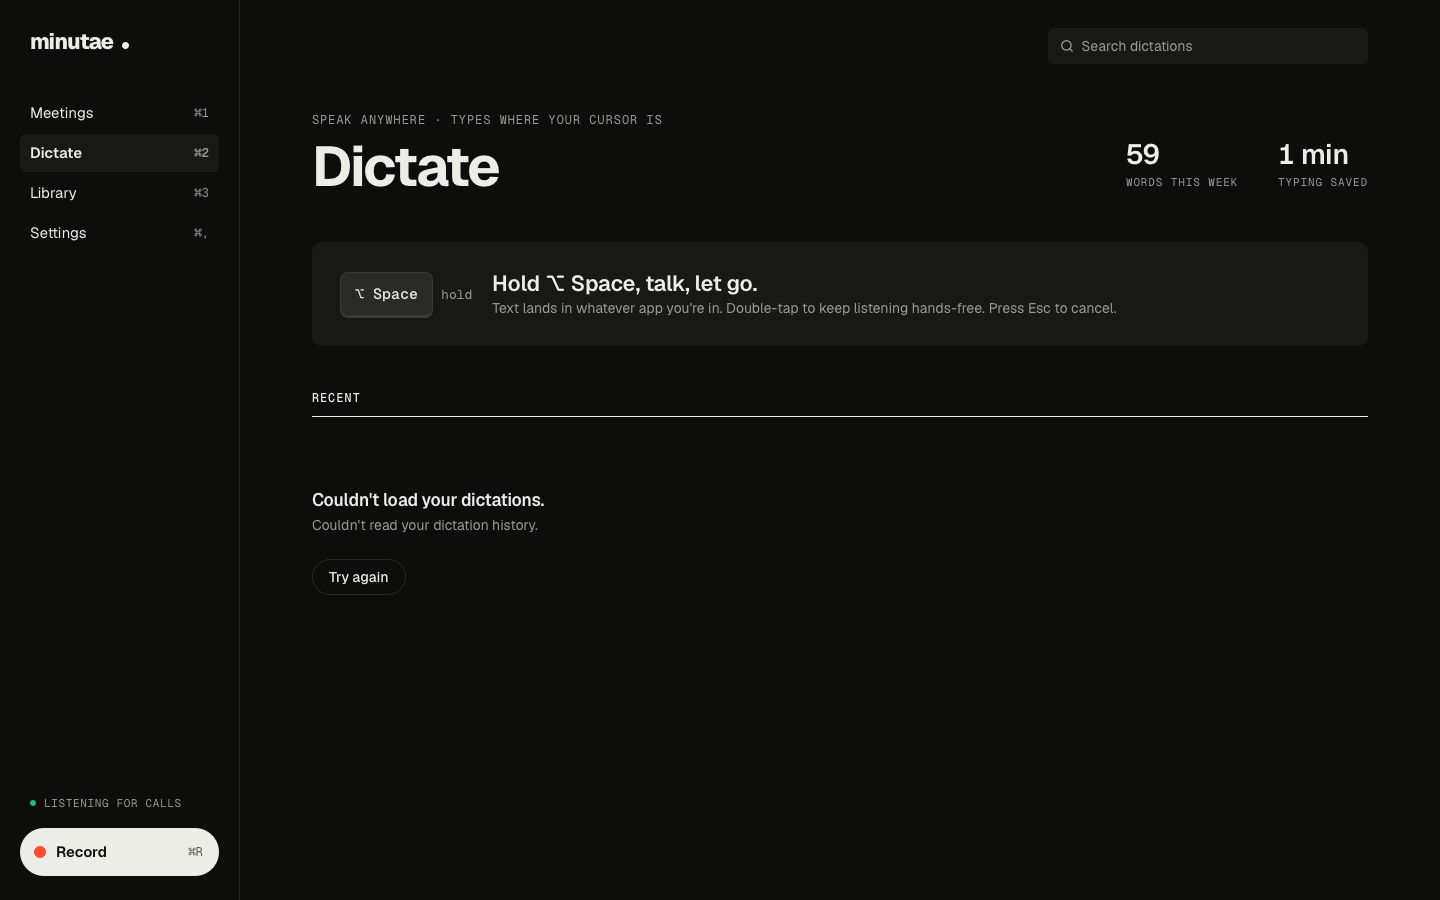 minutae
Search dictations
Meetings ⌘1
Dictate ⌘2
Library ⌘3
Settings ⌘,
SPEAK ANYWHERE · TYPES WHERE YOUR CURSOR IS
Dictate
59
WORDS THIS WEEK
1 min
TYPING SAVED
⌥ Space hold
Hold ⌥ Space, talk, let go.
Text lands in whatever app you're in. Double-tap to keep listening hands-free. Press Esc to cancel.
RECENT
Couldn't load your dictations.
Couldn't read your dictation history.
Try again
LISTENING FOR CALLS
Record ⌘R